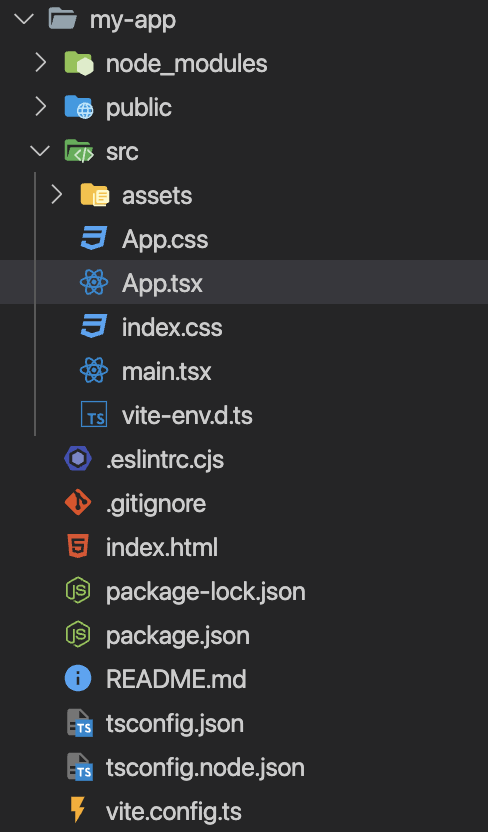 my-app
node_modules
public
src
assets
App.css
App.tsx
index.css
main.tsx
TS vite-env.d.ts
.eslintrc.cjs
.gitignore
index.html
JS package-lock.json
JS package.json
README.md
TS tsconfig.json
TS tsconfig.node.json
vite.config.ts